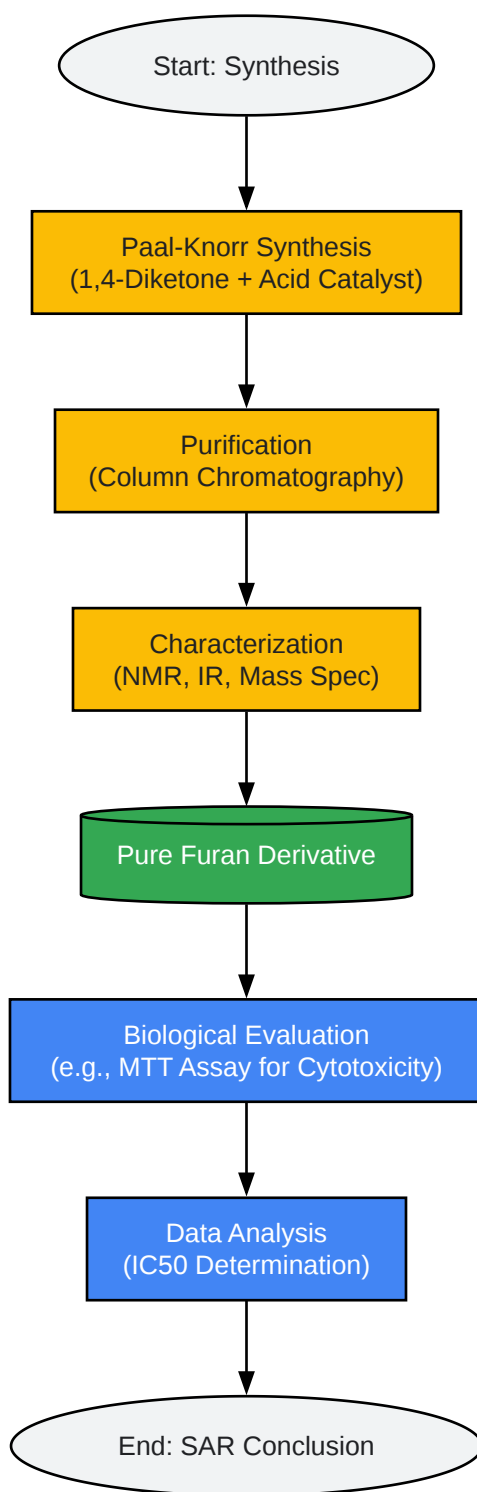 Start: Synthesis
Paal-Knorr Synthesis
(1,4-Diketone + Acid Catalyst)
Purification
(Column Chromatography)
Characterization
(NMR, IR, Mass Spec)
Pure Furan Derivative
Biological Evaluation
(e.g., MTT Assay for Cytotoxicity)
Data Analysis
(IC50 Determination)
End: SAR Conclusion